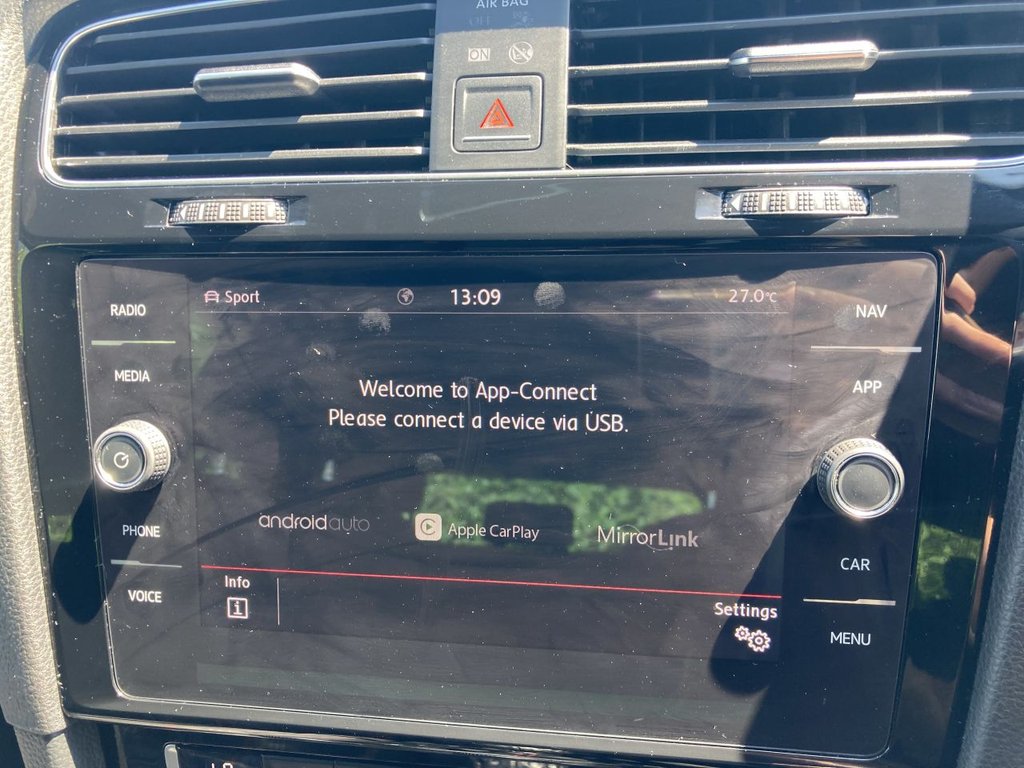 AIR BAG
OFF
ON
RADIO
MEDIA
PHONE
VOICE
Sport
13:09
27.0°C
Welcome to App-Connect
Please connect a device via USB.
androidauto
Apple CarPlay
MirrorLink
Info
i
Settings
NAV
APP
CAR
MENU